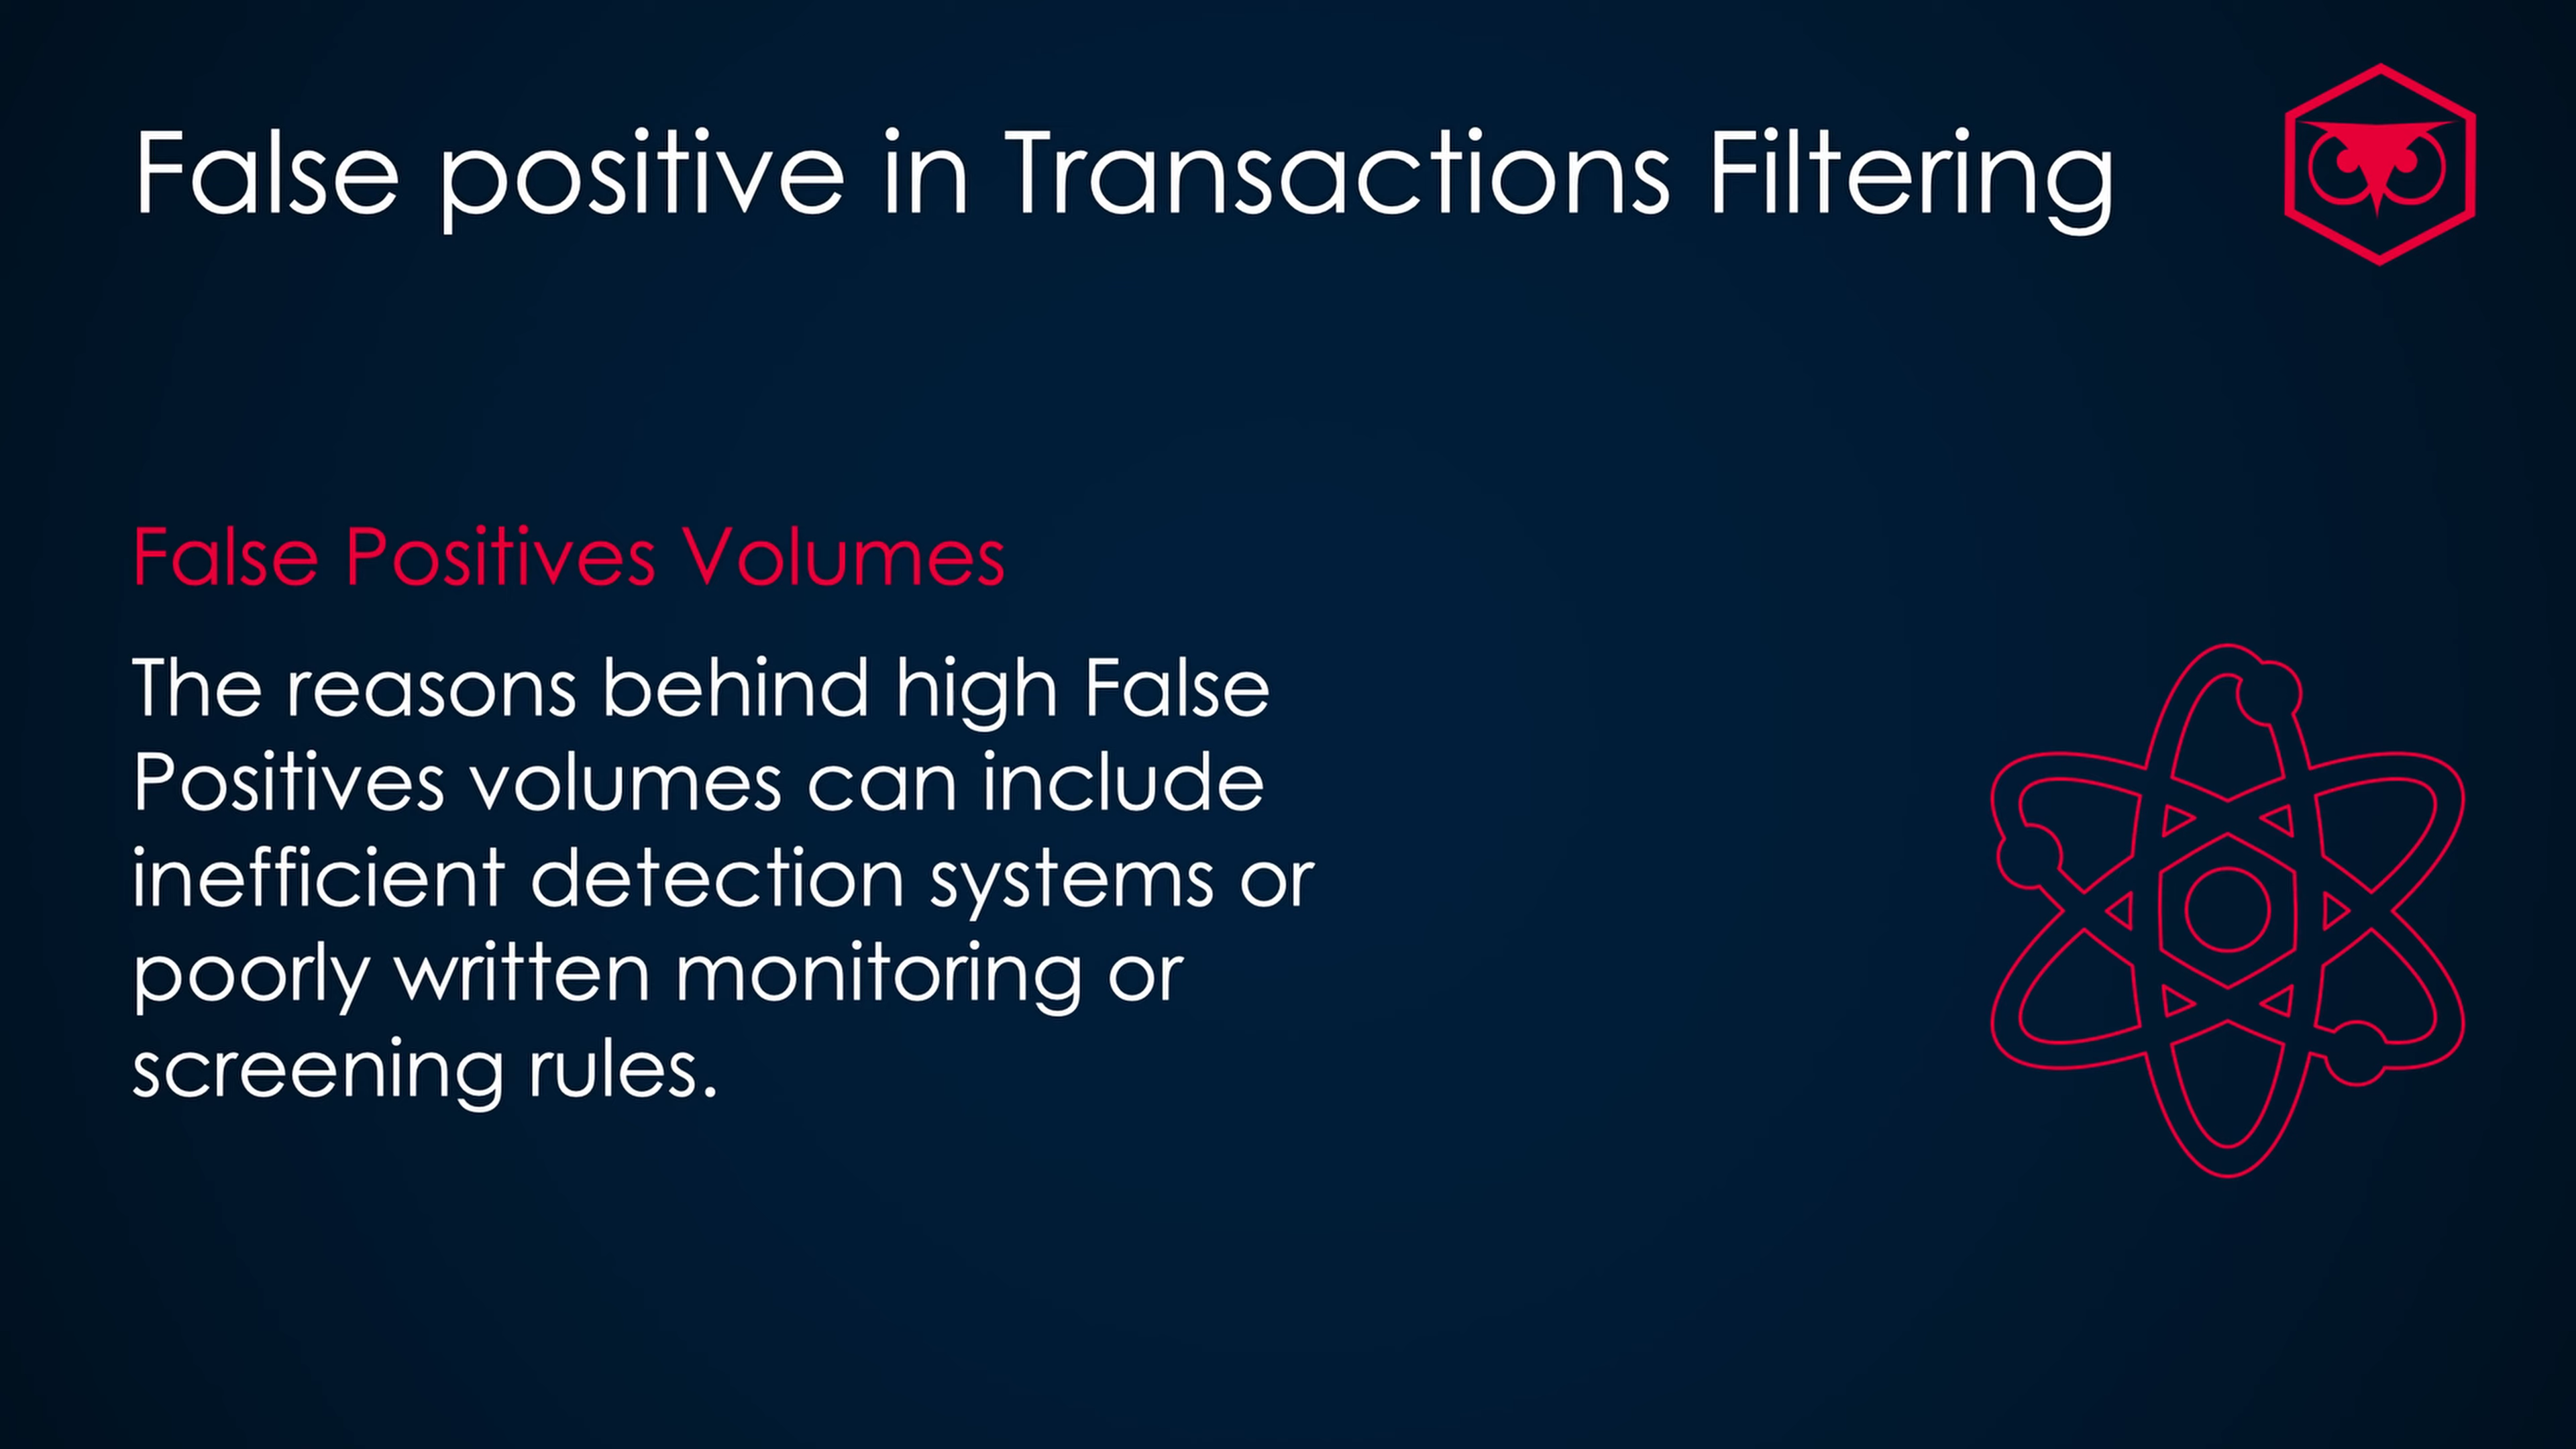 False positive in Transactions Filtering
False Positives Volumes
The reasons behind high False
Positives volumes can include
inefficient detection systems or
poorly written monitoring or
screening rules.